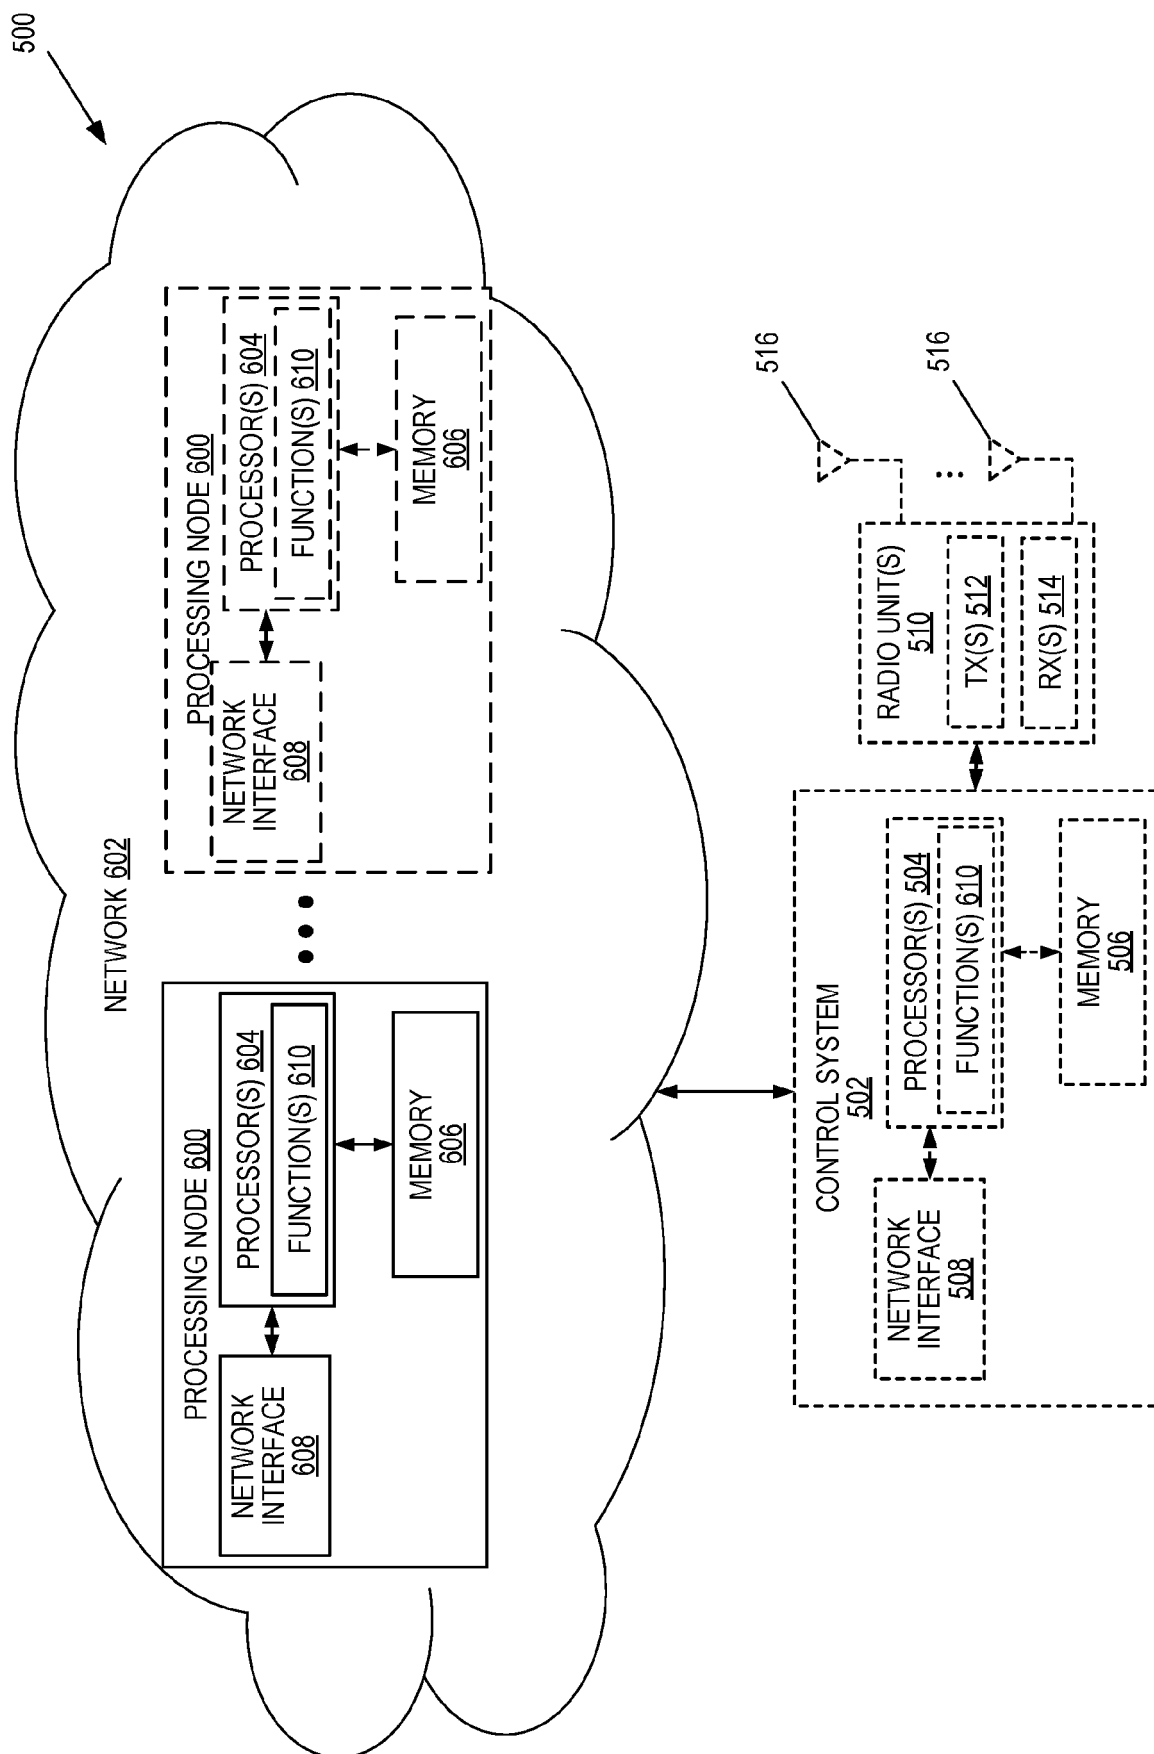 500
NETWORK 602
PROCESSING NODE 600
NETWORK
INTERFACE
608
PROCESSOR(S) 604
FUNCTION(S) 610
MEMORY
606
PROCESSING NODE 600
NETWORK
INTERFACE
608
PROCESSOR(S) 604
FUNCTION(S) 610
MEMORY
606
CONTROL SYSTEM
502
NETWORK
INTERFACE
508
PROCESSOR(S) 504
FUNCTION(S) 610
MEMORY
506
RADIO UNIT(S)
510
TX(S) 512
RX(S) 514
516
516